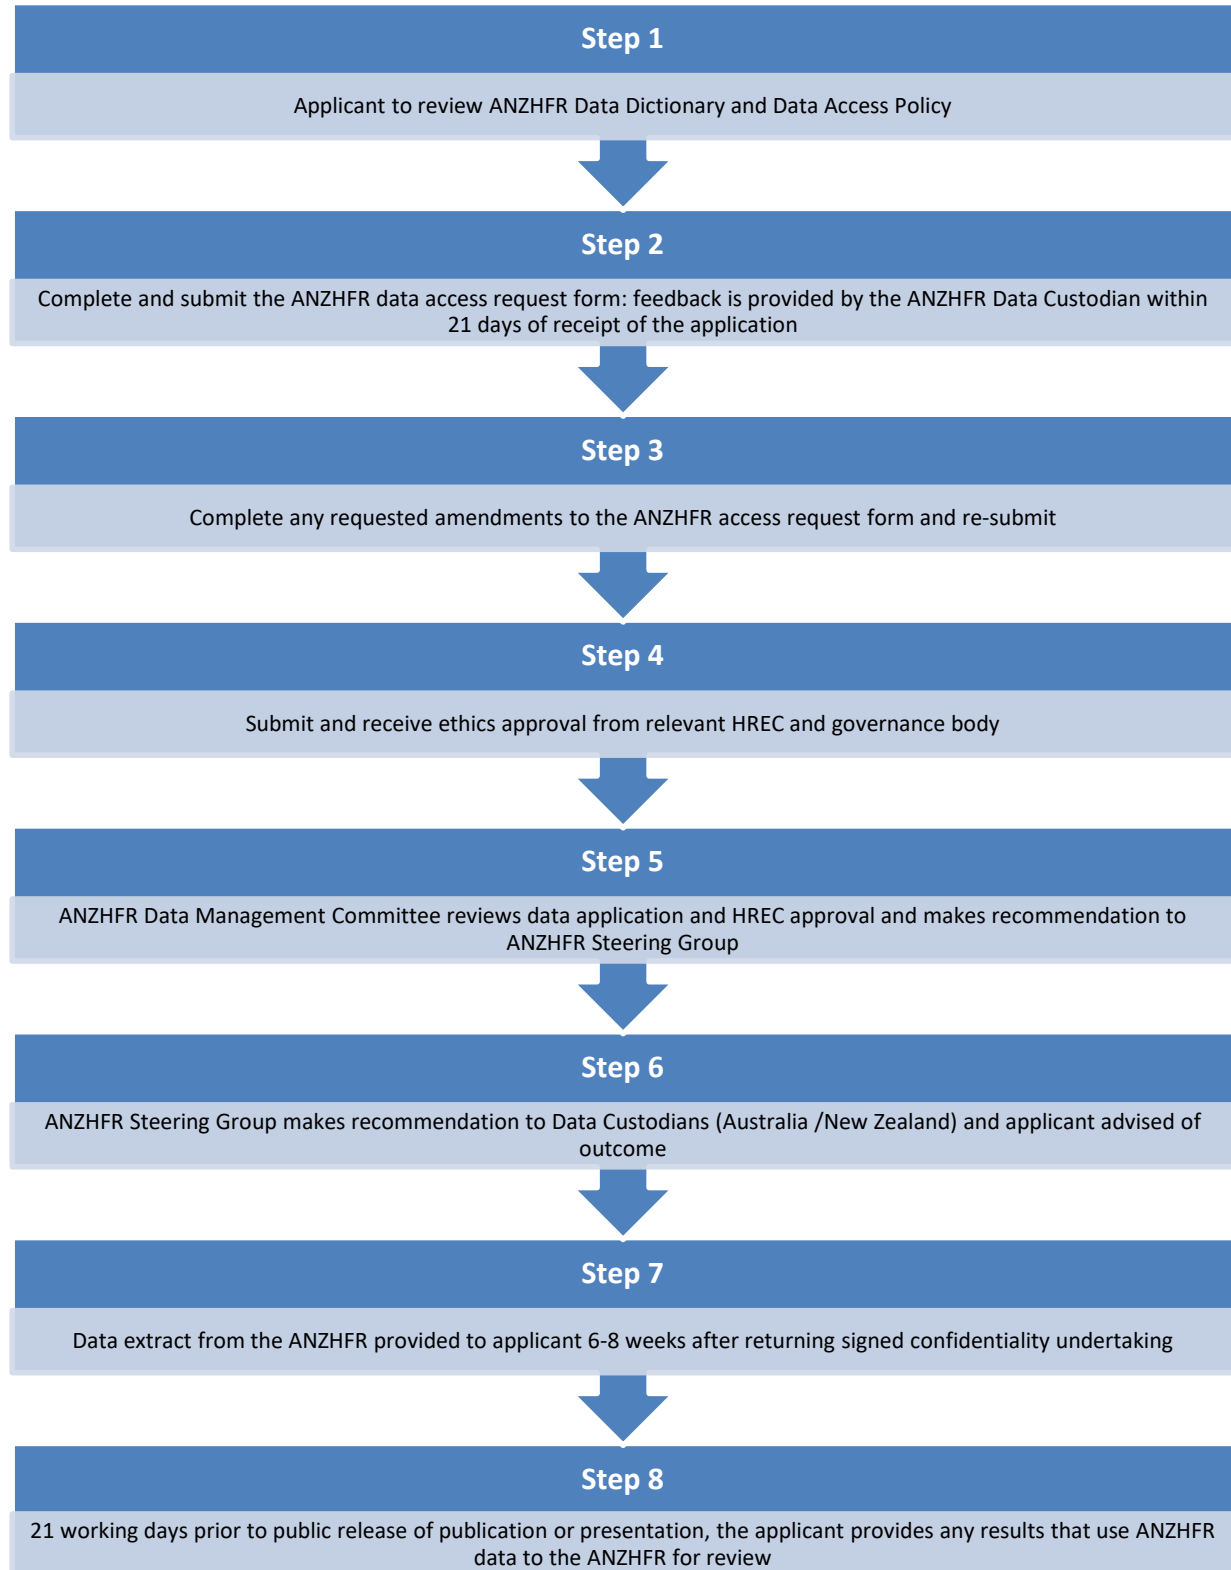 Step 1
Applicant to review ANZHFR Data Dictionary and Data Access Policy
Step 2
Complete and submit the ANZHFR data access request form: feedback is provided by the ANZHFR Data Custodian within
21 days of receipt of the application
Step 3
Complete any requested amendments to the ANZHFR access request form and re-submit
Step 4
Submit and receive ethics approval from relevant HREC and governance body
Step 5
ANZHFR Data Management Committee reviews data application and HREC approval and makes recommendation to
ANZHFR Steering Group
Step 6
ANZHFR Steering Group makes recommendation to Data Custodians (Australia /New Zealand) and applicant advised of
outcome
Step 7
Data extract from the ANZHFR provided to applicant 6-8 weeks after returning signed confidentiality undertaking
Step 8
21 working days prior to public release of publication or presentation, the applicant provides any results that use ANZHFR
data to the ANZHFR for review